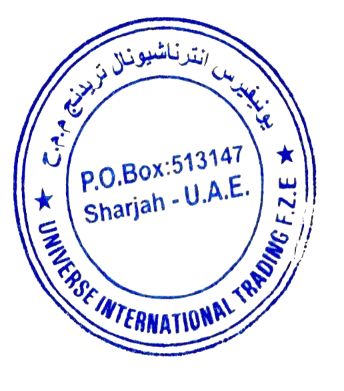 يونيفيرس انترناشيونال تريدنج م.م.ح
P.O.Box:513147
Sharjah - U.A.E.
★ UNIVERSE INTERNATIONAL TRADING F.Z.E ★